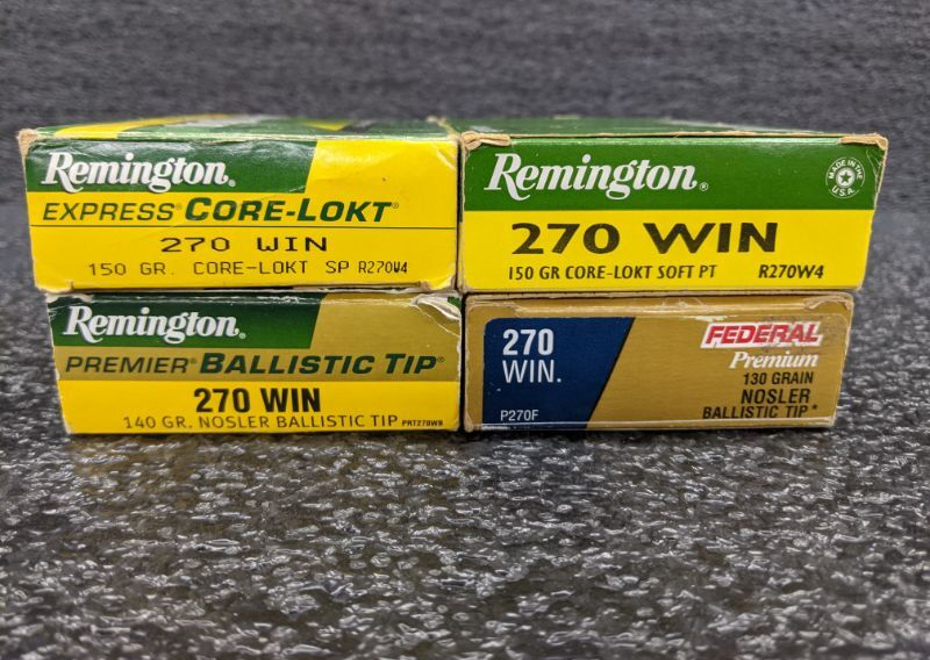 Remington®
EXPRESS® CORE-LOKT®
270 WIN
150 GR. CORE-LOKT SP R270W4
Remington®
MADE IN THE U.S.A.
270 WIN
150 GR CORE-LOKT SOFT PT R270W4
Remington®
PREMIER® BALLISTIC TIP®
270 WIN
140 GR. NOSLER BALLISTIC TIP PRT270WB
270
WIN.
P270F
FEDERAL
Premium
130 GRAIN
NOSLER
BALLISTIC TIP®